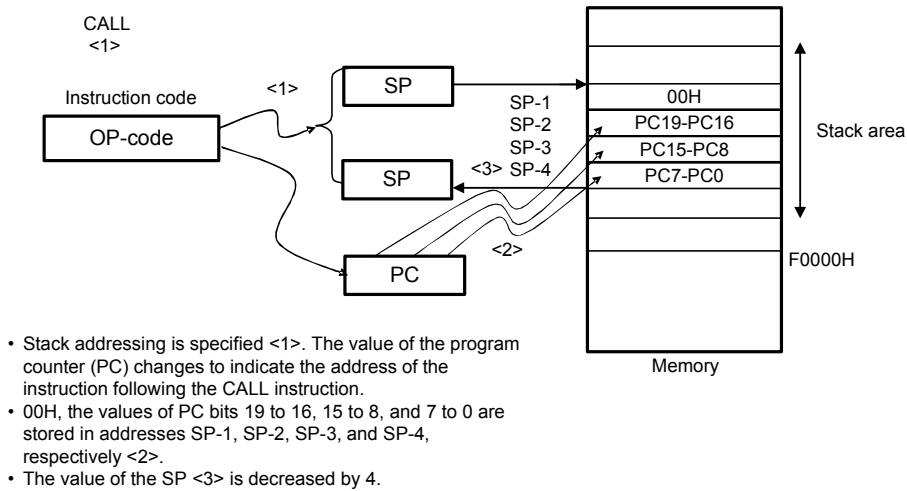 CALL
<1>
Instruction code
OP-code
<1>
SP
SP
PC
SP-1
SP-2
SP-3
<3> SP-4
<2>
00H
PC19-PC16
PC15-PC8
PC7-PC0
Stack area
F0000H
Memory
• Stack addressing is specified <1>. The value of the program
counter (PC) changes to indicate the address of the
instruction following the CALL instruction.
• 00H, the values of PC bits 19 to 16, 15 to 8, and 7 to 0 are
stored in addresses SP-1, SP-2, SP-3, and SP-4,
respectively <2>.
• The value of the SP <3> is decreased by 4.